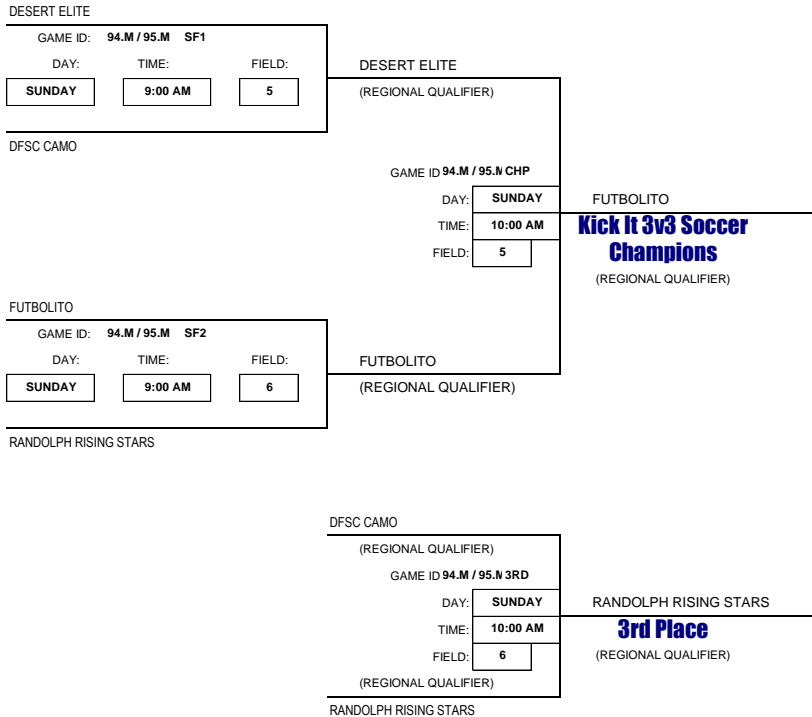 DESERT ELITE
GAME ID: 94.M / 95.M SF1
DAY: TIME: FIELD:
SUNDAY 9:00 AM 5
DFSC CAMO
DESERT ELITE
(REGIONAL QUALIFIER)
GAME ID 94.M / 95.M CHP
DAY: SUNDAY
TIME: 10:00 AM
FIELD: 5
FUTBOLITO
Kick It 3v3 Soccer
Champions
(REGIONAL QUALIFIER)
FUTBOLITO
GAME ID: 94.M / 95.M SF2
DAY: TIME: FIELD:
SUNDAY 9:00 AM 6
RANDOLPH RISING STARS
FUTBOLITO
(REGIONAL QUALIFIER)
DFSC CAMO
(REGIONAL QUALIFIER)
GAME ID 94.M / 95.M 3RD
DAY: SUNDAY
TIME: 10:00 AM
FIELD: 6
(REGIONAL QUALIFIER)
RANDOLPH RISING STARS
RANDOLPH RISING STARS
3rd Place
(REGIONAL QUALIFIER)